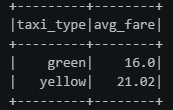 +---------+--------+
|taxi_type|avg_fare|
+---------+--------+
|    green|    16.0|
|   yellow|   21.02|
+---------+--------+